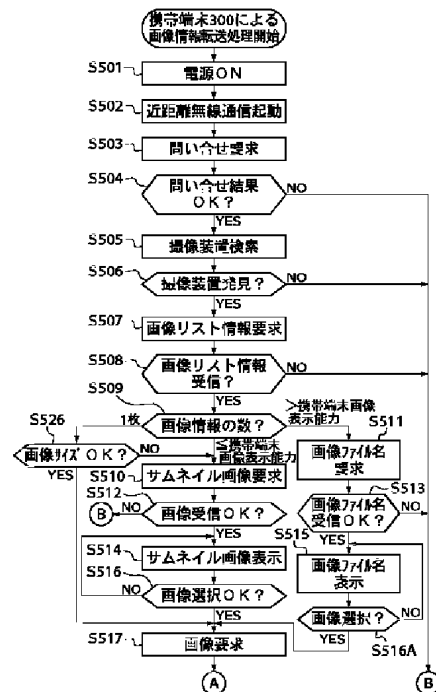 携帯端末300による
画像情報転送処理開始
S501
電源ON
S502
近距離無線通信起動
S503
問い合せ要求
S504
問い合せ結果
OK?
NO
YES
S505
撮像装置検索
S506
撮像装置発見?
NO
YES
S507
画像リスト情報要求
S508
画像リスト情報
受信?
NO
YES
S509
画像情報の数?
1枚
>携帯端末画像
表示能力
≦携帯端末
画像表示能力
S526
画像サイズOK?
NO
YES
S510
サムネイル画像要求
S511
画像ファイル名
要求
S512
画像受信OK?
NO
B
YES
S513
画像ファイル名
受信OK?
NO
YES
S514
サムネイル画像表示
S515
画像ファイル名
表示
S516
画像選択OK?
NO
YES
画像選択?
NO
YES
S516A
S517
画像要求
A
B